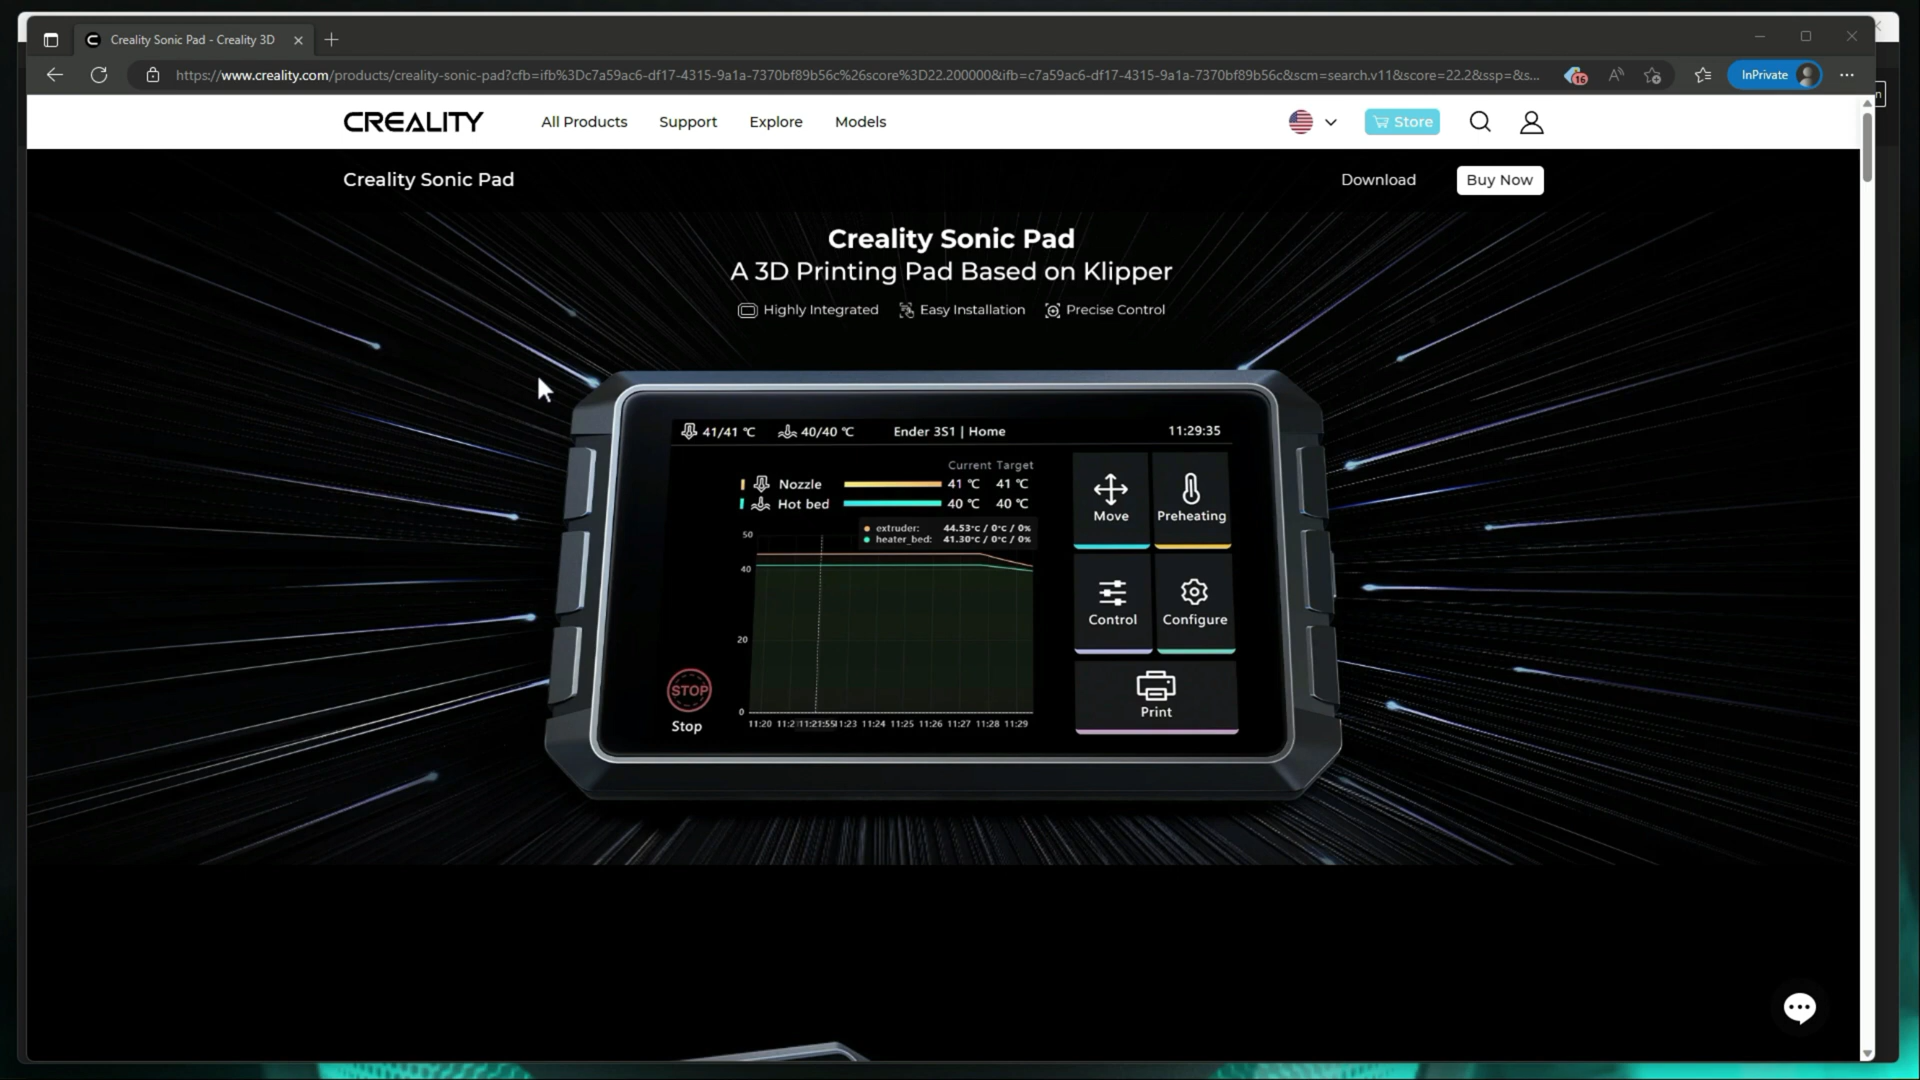 Creality Sonic Pad - Creality 3D
https://www.creality.com/products/creality-sonic-pad?cfb=ifb%3Dc7a59ac6-df17-4315-9a1a-7370bf89b56c%26score%3D22.200000&ifb=c7a59ac6-df17-4315-9a1a-7370bf89b56c&scm=search.v11&score=22.2&ssp=&s...
16
InPrivate
CREALITY
All Products Support Explore Models
Store
Creality Sonic Pad
Download
Buy Now
Creality Sonic Pad
A 3D Printing Pad Based on Klipper
Highly Integrated Easy Installation Precise Control
41/41 ℃ 40/40 ℃ Ender 3S1 | Home 11:29:35
Current Target
Nozzle 41 ℃ 41 ℃
Hot bed 40 ℃ 40 ℃
extruder: 44.53°c / 0°c / 0%
heater_bed: 41.30°c / 0°c / 0%
50
40
20
0
11:20 11:2 11:21:55 11:23 11:24 11:25 11:26 11:27 11:28 11:29
STOP
Stop
Move
Preheating
Control
Configure
Print